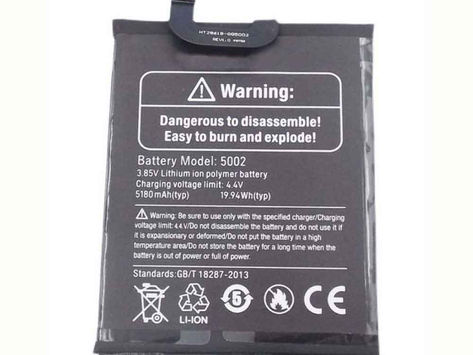 Warning:
Dangerous to disassemble!
Easy to burn and explode!
Battery Model: 5002
3.85V Lithium ion polymer battery
Charging voltage limit: 4.4V
5180mAh(typ) 19.94Wh(typ)
Warning: Be sure to use only with the specified charger/Charging
voltage limit: 4.4 V/Do not disassemble the battery and do not use it if
it is expansionary or deformed/Do not put the battery in a high
temperature area/Do not store the battery for a long time when the
battery is out of power or full of power.
Standards:GB/T 18287-2013
LI-ION
5